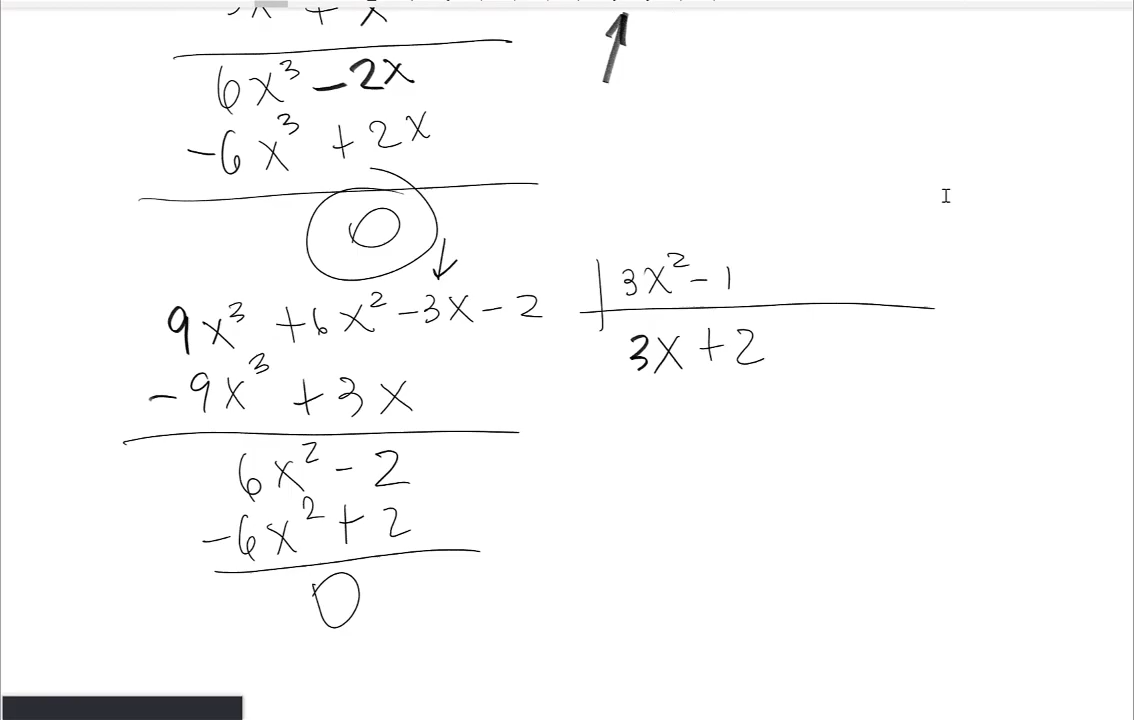 6x³ - 2x
-6x³ + 2x
0
9x³ + 6x² - 3x - 2 | 3x² - 1
3x + 2
-9x³ + 3x
6x² - 2
-6x² + 2
0